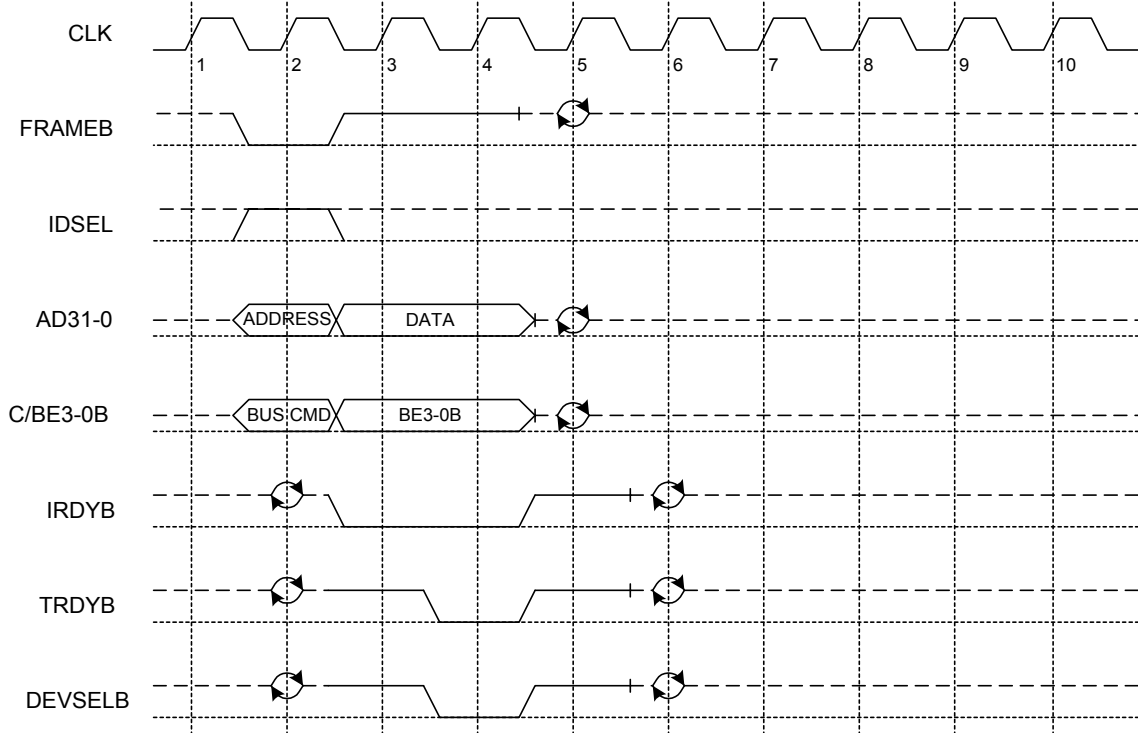 CLK
1 2 3 4 5 6 7 8 9 10
FRAMEB
IDSEL
AD31-0 ADDRESS DATA
C/BE3-0B BUS CMD BE3-0B
IRDYB
TRDYB
DEVSELB